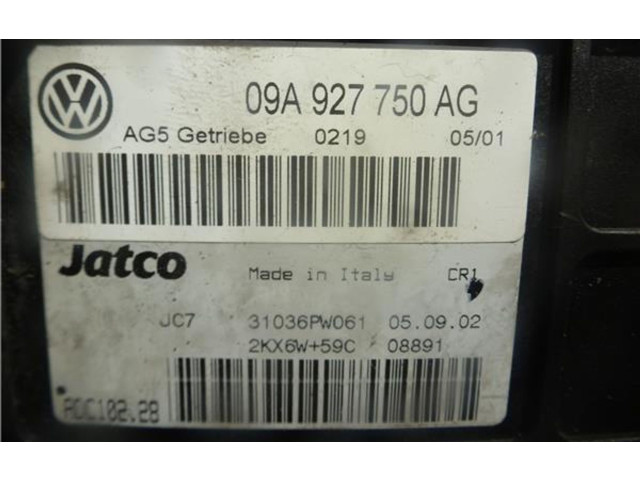 VW
09A 927 750 AG
AG5 Getriebe 0219 05/01
Jatco Made in Italy CR1
JC7 31036PW061 05.09.02
2KX6W+59C 08891
ADC102.28